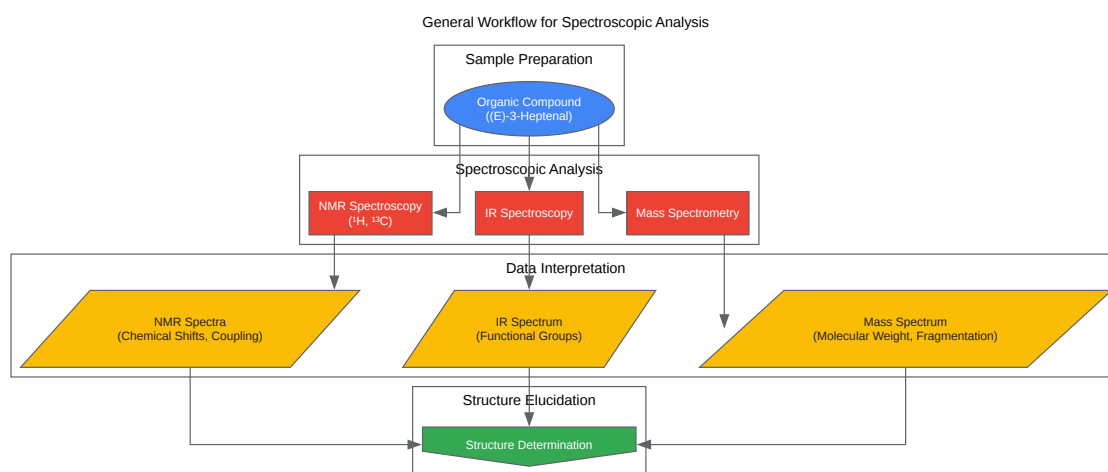 General Workflow for Spectroscopic Analysis
Sample Preparation
Organic Compound
((E)-3-Heptenal)
Spectroscopic Analysis
NMR Spectroscopy
(¹H, ¹³C)
IR Spectroscopy
Mass Spectrometry
Data Interpretation
NMR Spectra
(Chemical Shifts, Coupling)
IR Spectrum
(Functional Groups)
Mass Spectrum
(Molecular Weight, Fragmentation)
Structure Elucidation
Structure Determination